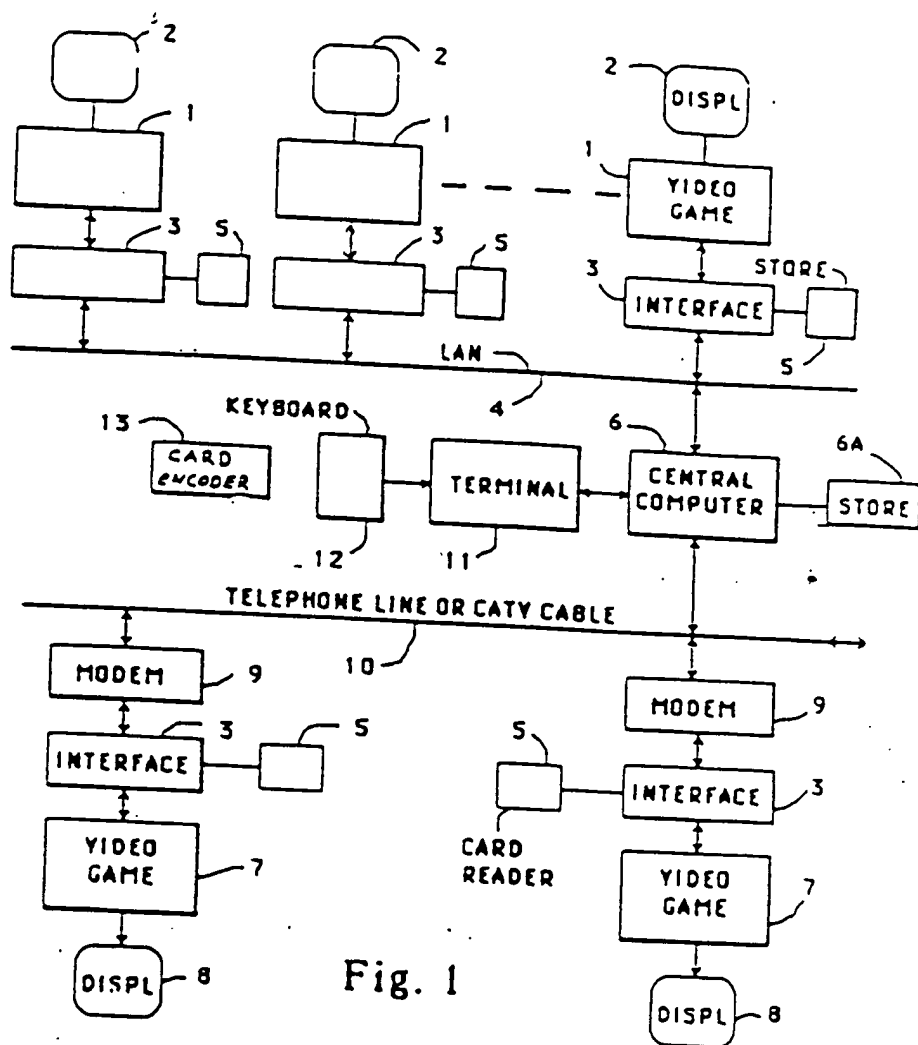 2
2
2
DISPL
1
1
1
VIDEO
GAME
3
5
3
5
3
STORE
INTERFACE
5
LAN
4
KEYBOARD
13
CARD
ENCODER
6
6A
TERMINAL
CENTRAL
COMPUTER
STORE
12
11
TELEPHONE LINE OR CATV CABLE
10
MODEM
9
MODEM
9
3
5
5
INTERFACE
INTERFACE
3
VIDEO
GAME
7
CARD
READER
VIDEO
GAME
7
DISPL
8
Fig. 1
DISPL
8